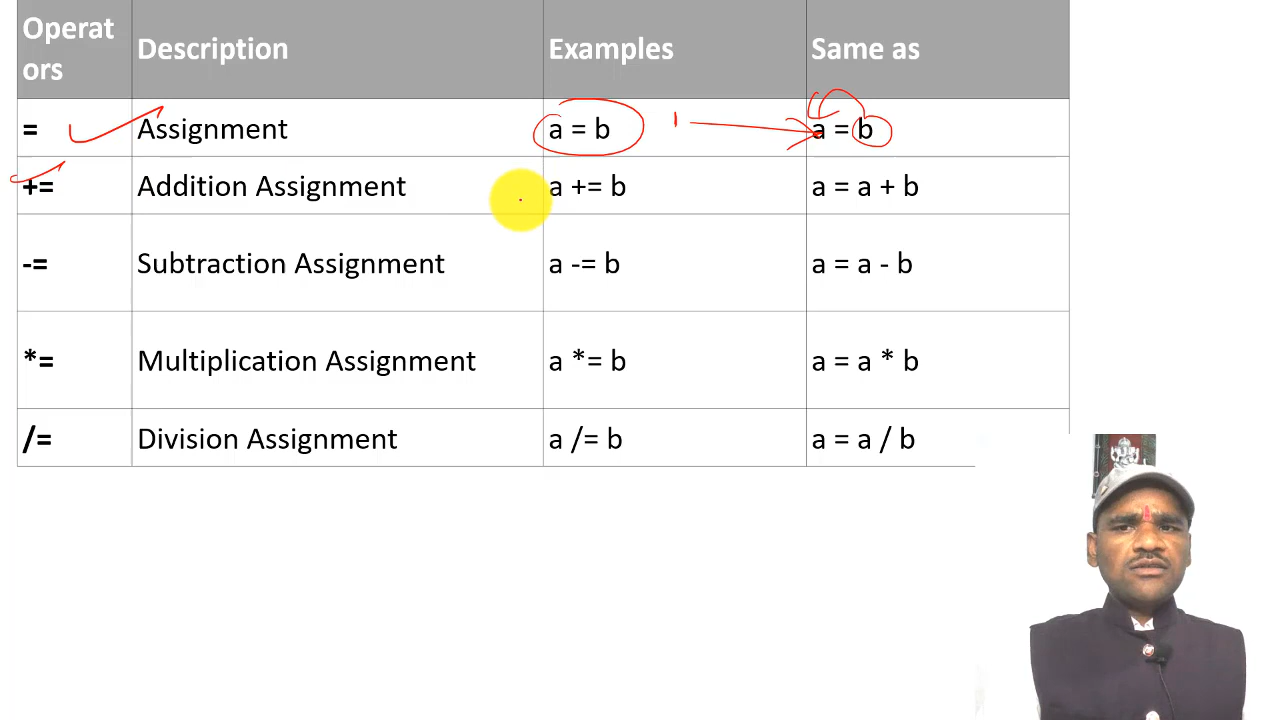 Operat
ors
Description
Examples
Same as
=
Assignment
a = b
a = b
+=
Addition Assignment
a += b
a = a + b
-=
Subtraction Assignment
a -= b
a = a - b
*=
Multiplication Assignment
a *= b
a = a * b
/=
Division Assignment
a /= b
a = a / b